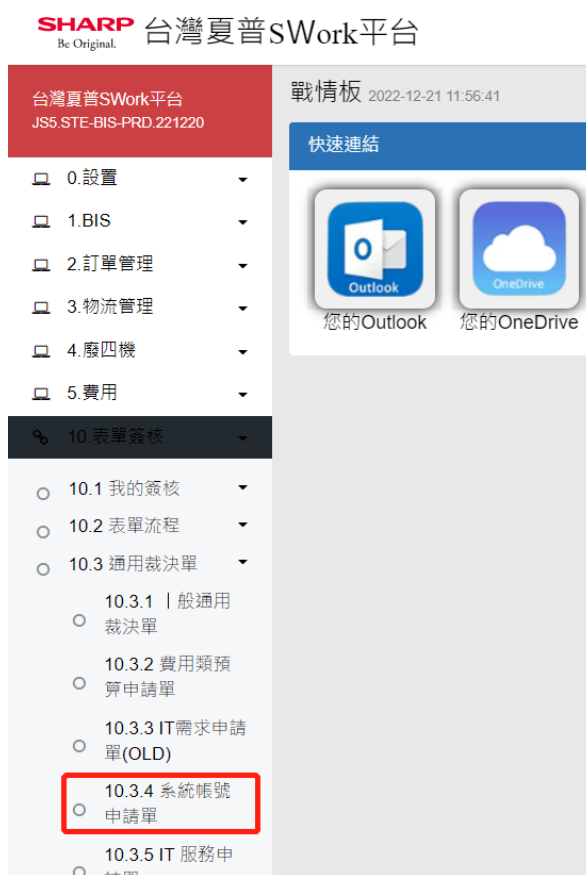 SHARP
Be Original.
台灣夏普SWork平台
台灣夏普SWork平台
JS5.STE-BIS-PRD.221220
戰情板 2022-12-21 11:56:41
快速連結
Outlook
您的Outlook
OneDrive
您的OneDrive
0.設置
1.BIS
2.訂單管理
3.物流管理
4.廢四機
5.費用
10.表單簽核
10.1 我的簽核
10.2 表單流程
10.3 通用裁決單
10.3.1 |般通用
裁決單
10.3.2 費用類預
算申請單
10.3.3 IT需求申請
單(OLD)
10.3.4 系統帳號
申請單
10.3.5 IT 服務申